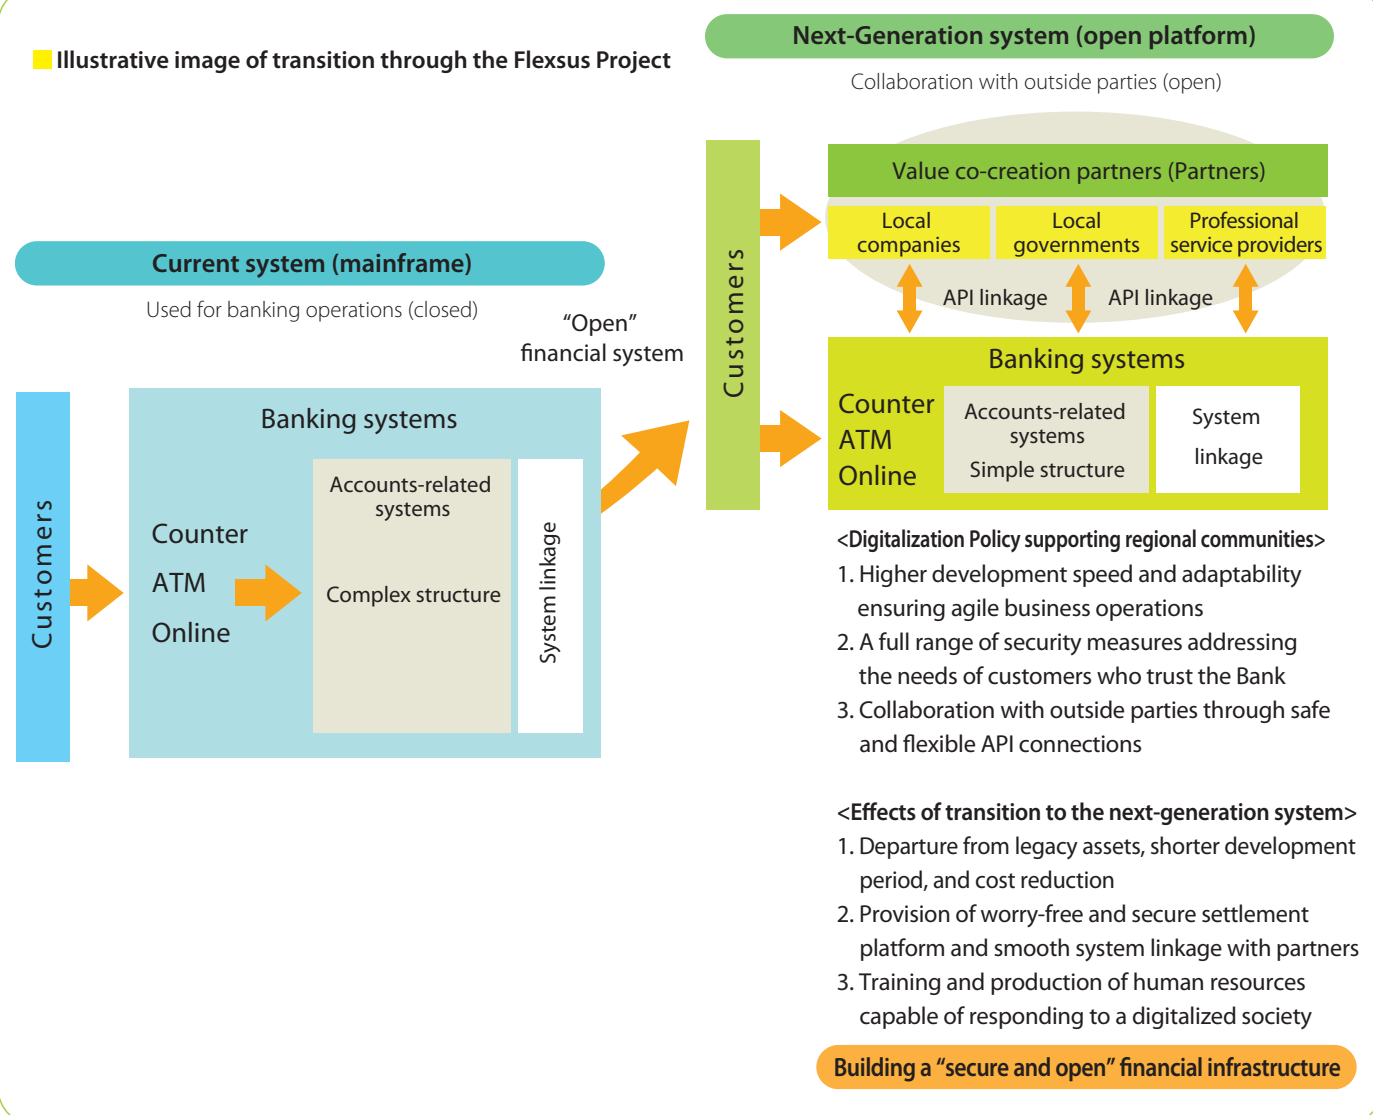 Illustrative image of transition through the Flexsus Project
Current system (mainframe)
Used for banking operations (closed)
Customers
Banking systems
Counter
ATM
Online
Accounts-related
systems
Complex structure
System linkage
“Open”
financial system
Next-Generation system (open platform)
Collaboration with outside parties (open)
Customers
Value co-creation partners (Partners)
Local
companies
Local
governments
Professional
service providers
API linkage
API linkage
Banking systems
Counter
ATM
Online
Accounts-related
systems
Simple structure
System
linkage
<Digitalization Policy supporting regional communities>
1. Higher development speed and adaptability
ensuring agile business operations
2. A full range of security measures addressing
the needs of customers who trust the Bank
3. Collaboration with outside parties through safe
and flexible API connections
<Effects of transition to the next-generation system>
1. Departure from legacy assets, shorter development
period, and cost reduction
2. Provision of worry-free and secure settlement
platform and smooth system linkage with partners
3. Training and production of human resources
capable of responding to a digitalized society
Building a “secure and open” financial infrastructure